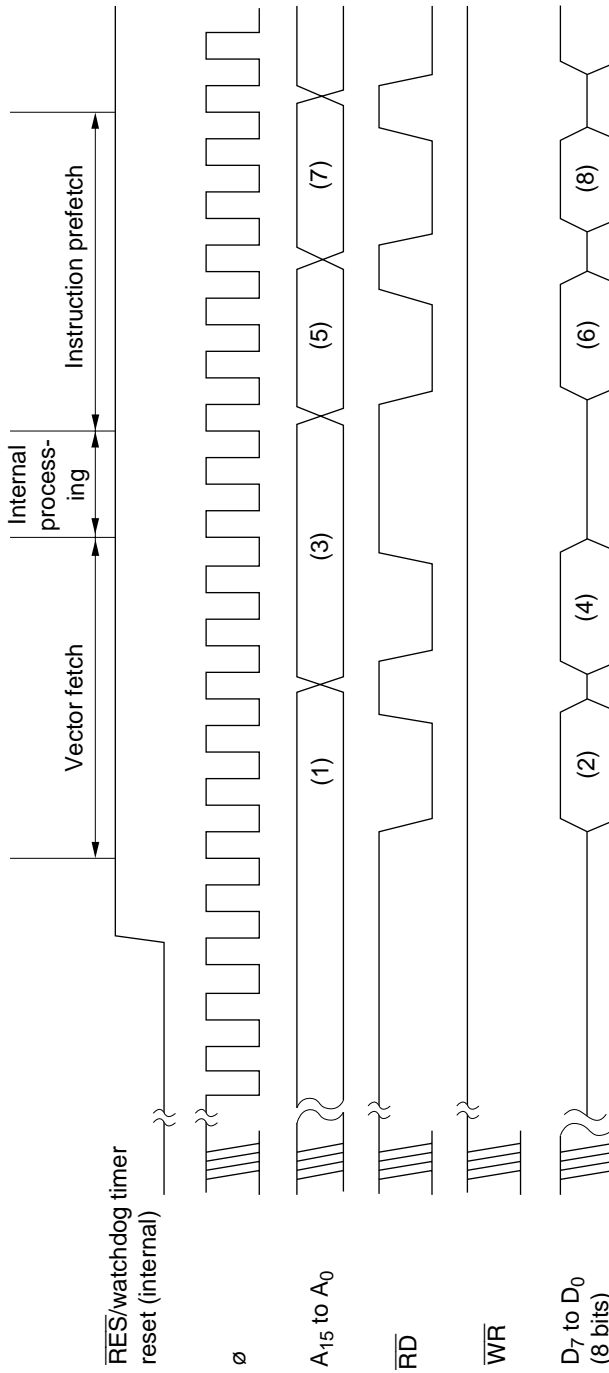 Vector fetch
Internal
process-
ing
Instruction prefetch
RES/watchdog timer
reset (internal)
ø
A15 to A0
(1)
(3)
(5)
(7)
RD
WR
D7 to D0
(8 bits)
(2)
(4)
(6)
(8)